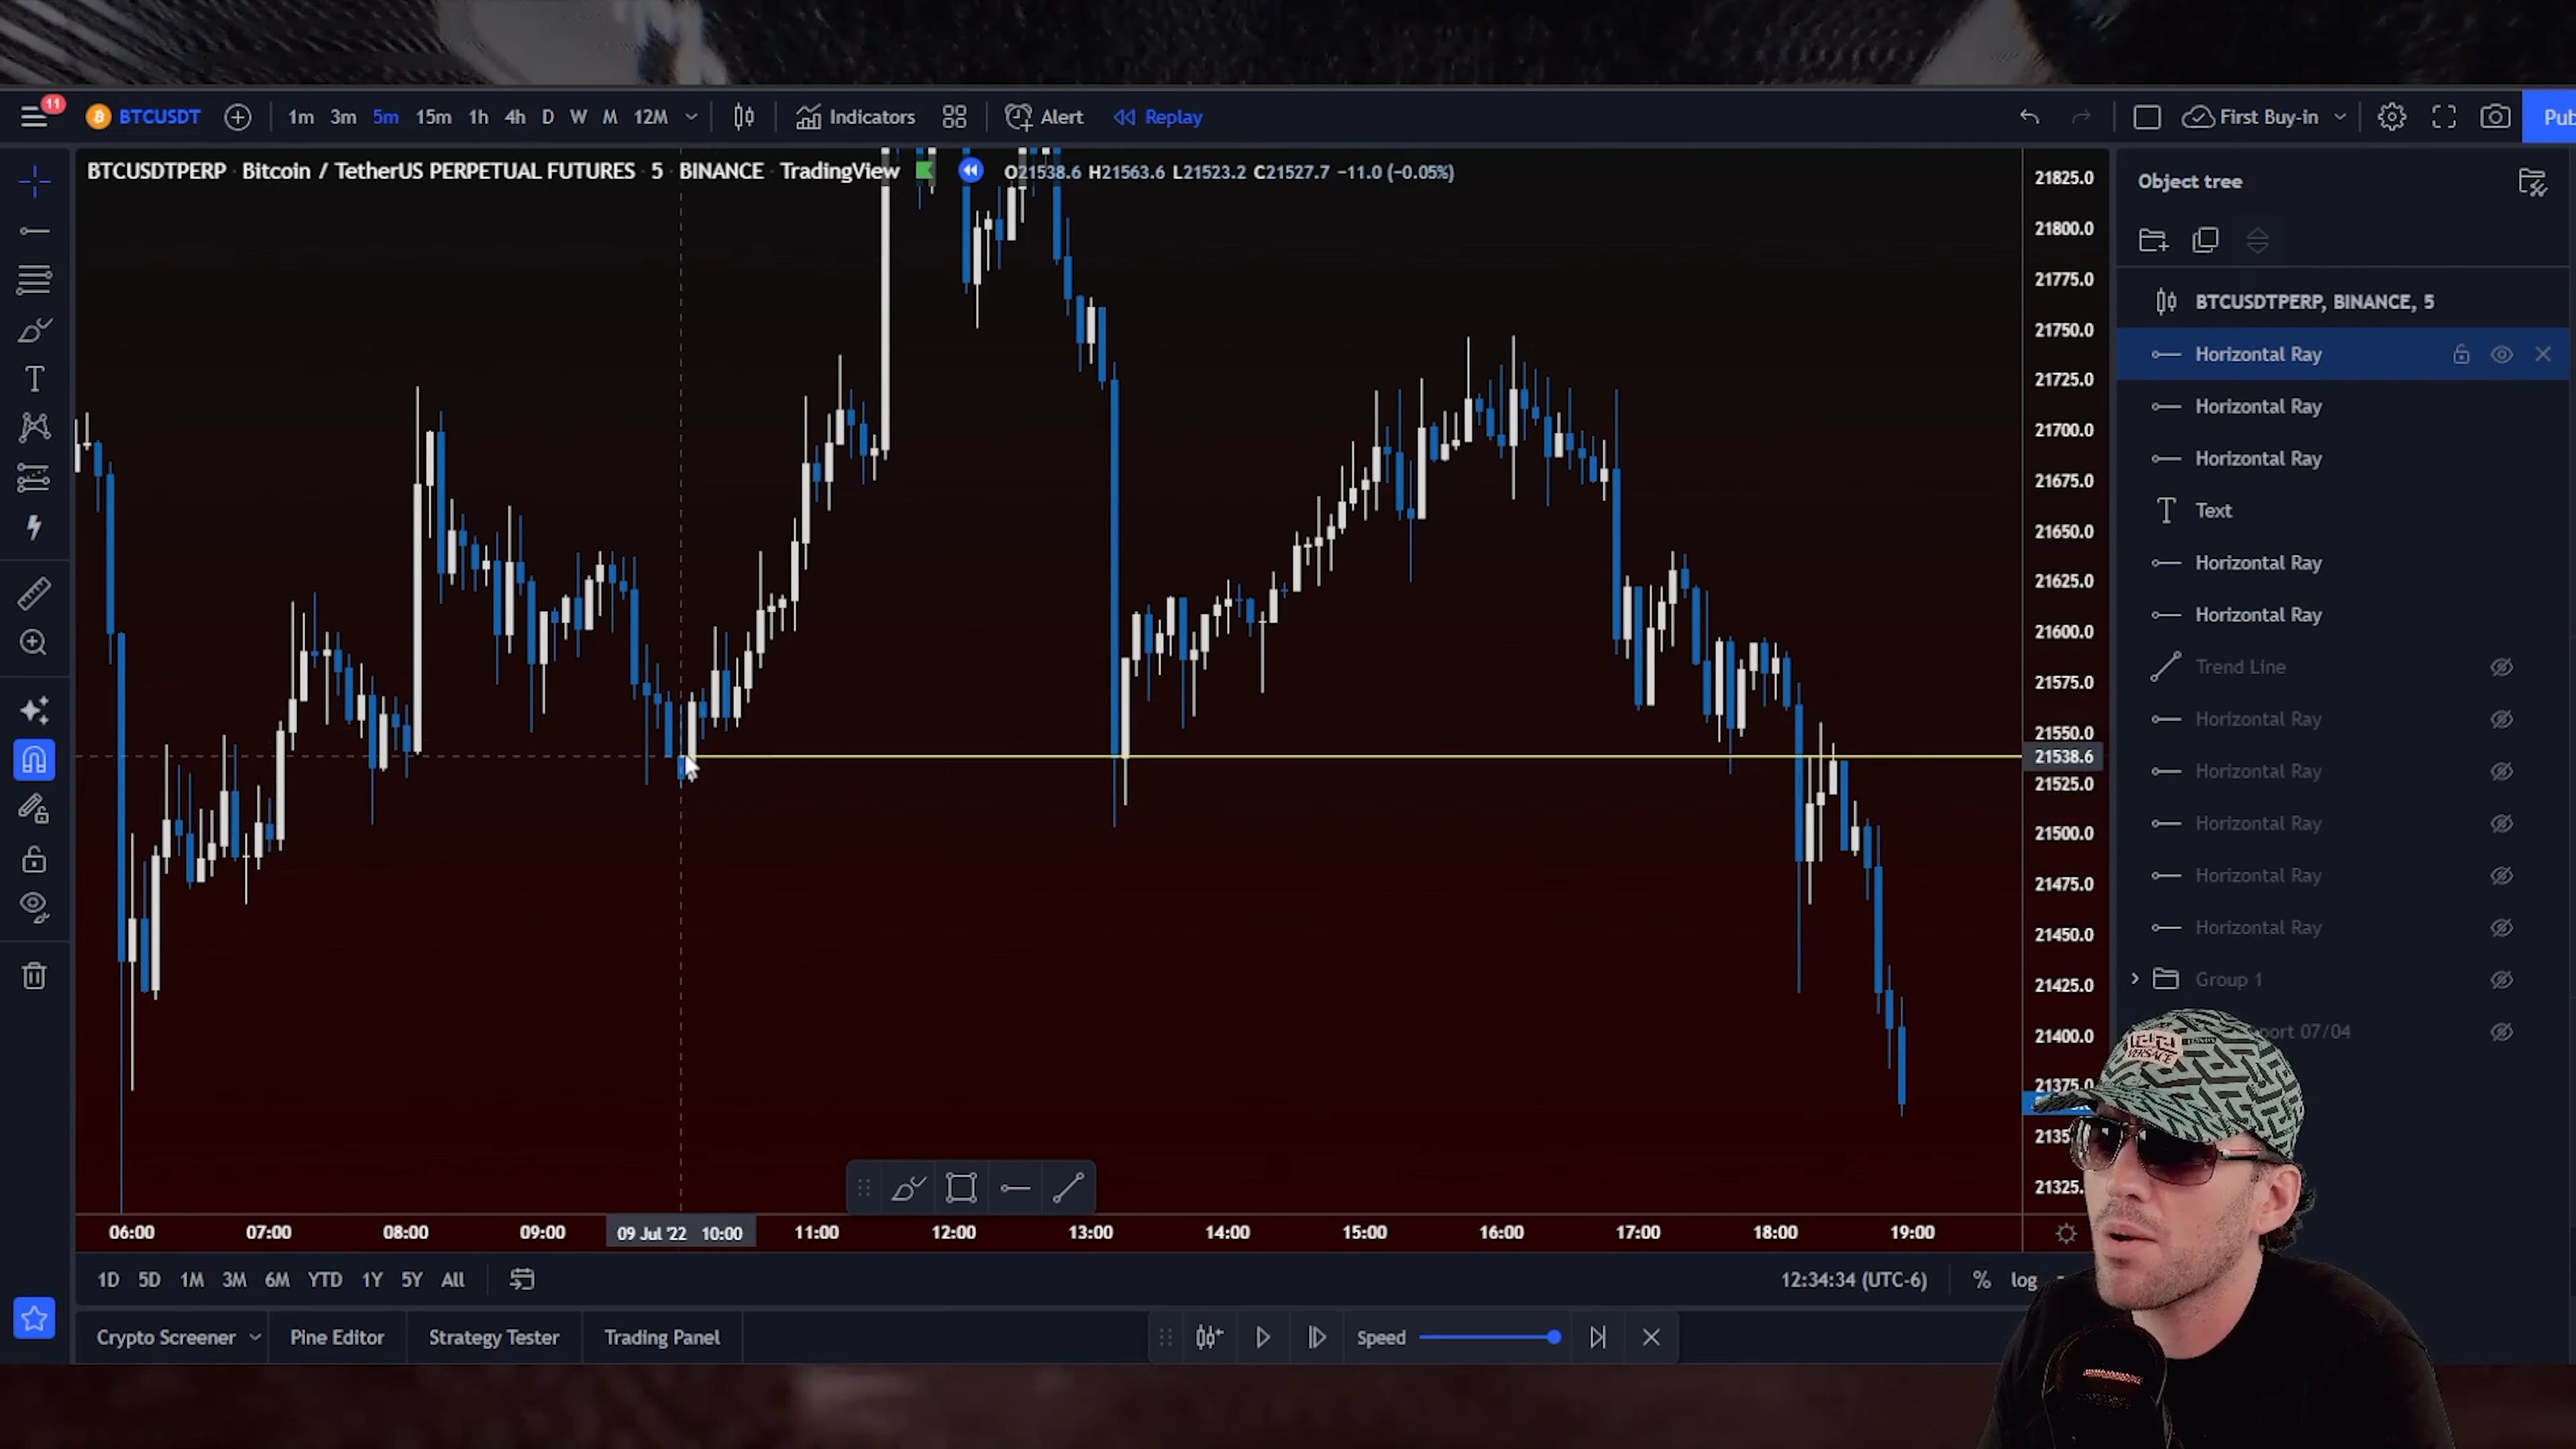 11 BTCUSDT 1m 3m 5m 15m 1h 4h D W M 12M Indicators Alert Replay First Buy-in Pub
BTCUSDTPERP · Bitcoin / TetherUS PERPETUAL FUTURES · 5 · BINANCE · TradingView O21538.6 H21563.6 L21523.2 C21527.7 −11.0 (−0.05%)
21825.0
21800.0
21775.0
21750.0
21725.0
21700.0
21675.0
21650.0
21625.0
21600.0
21575.0
21550.0
21538.6
21525.0
21500.0
21475.0
21450.0
21425.0
21400.0
21375.0
2135
21325.
Object tree
BTCUSDTPERP, BINANCE, 5
Horizontal Ray
Horizontal Ray
Horizontal Ray
Text
Horizontal Ray
Horizontal Ray
Trend Line
Horizontal Ray
Horizontal Ray
Horizontal Ray
Horizontal Ray
Horizontal Ray
Group 1
port 07/04
VERSACE
06:00 07:00 08:00 09:00 09 Jul '22 10:00 11:00 12:00 13:00 14:00 15:00 16:00 17:00 18:00 19:00
1D 5D 1M 3M 6M YTD 1Y 5Y All 12:34:34 (UTC-6) % log
Crypto Screener Pine Editor Strategy Tester Trading Panel Speed